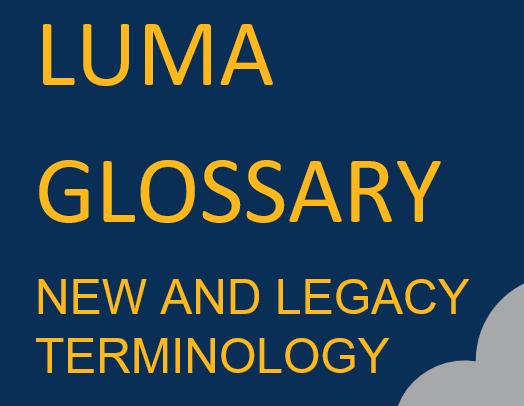 LUMA
GLOSSARY
NEW AND LEGACY
TERMINOLOGY